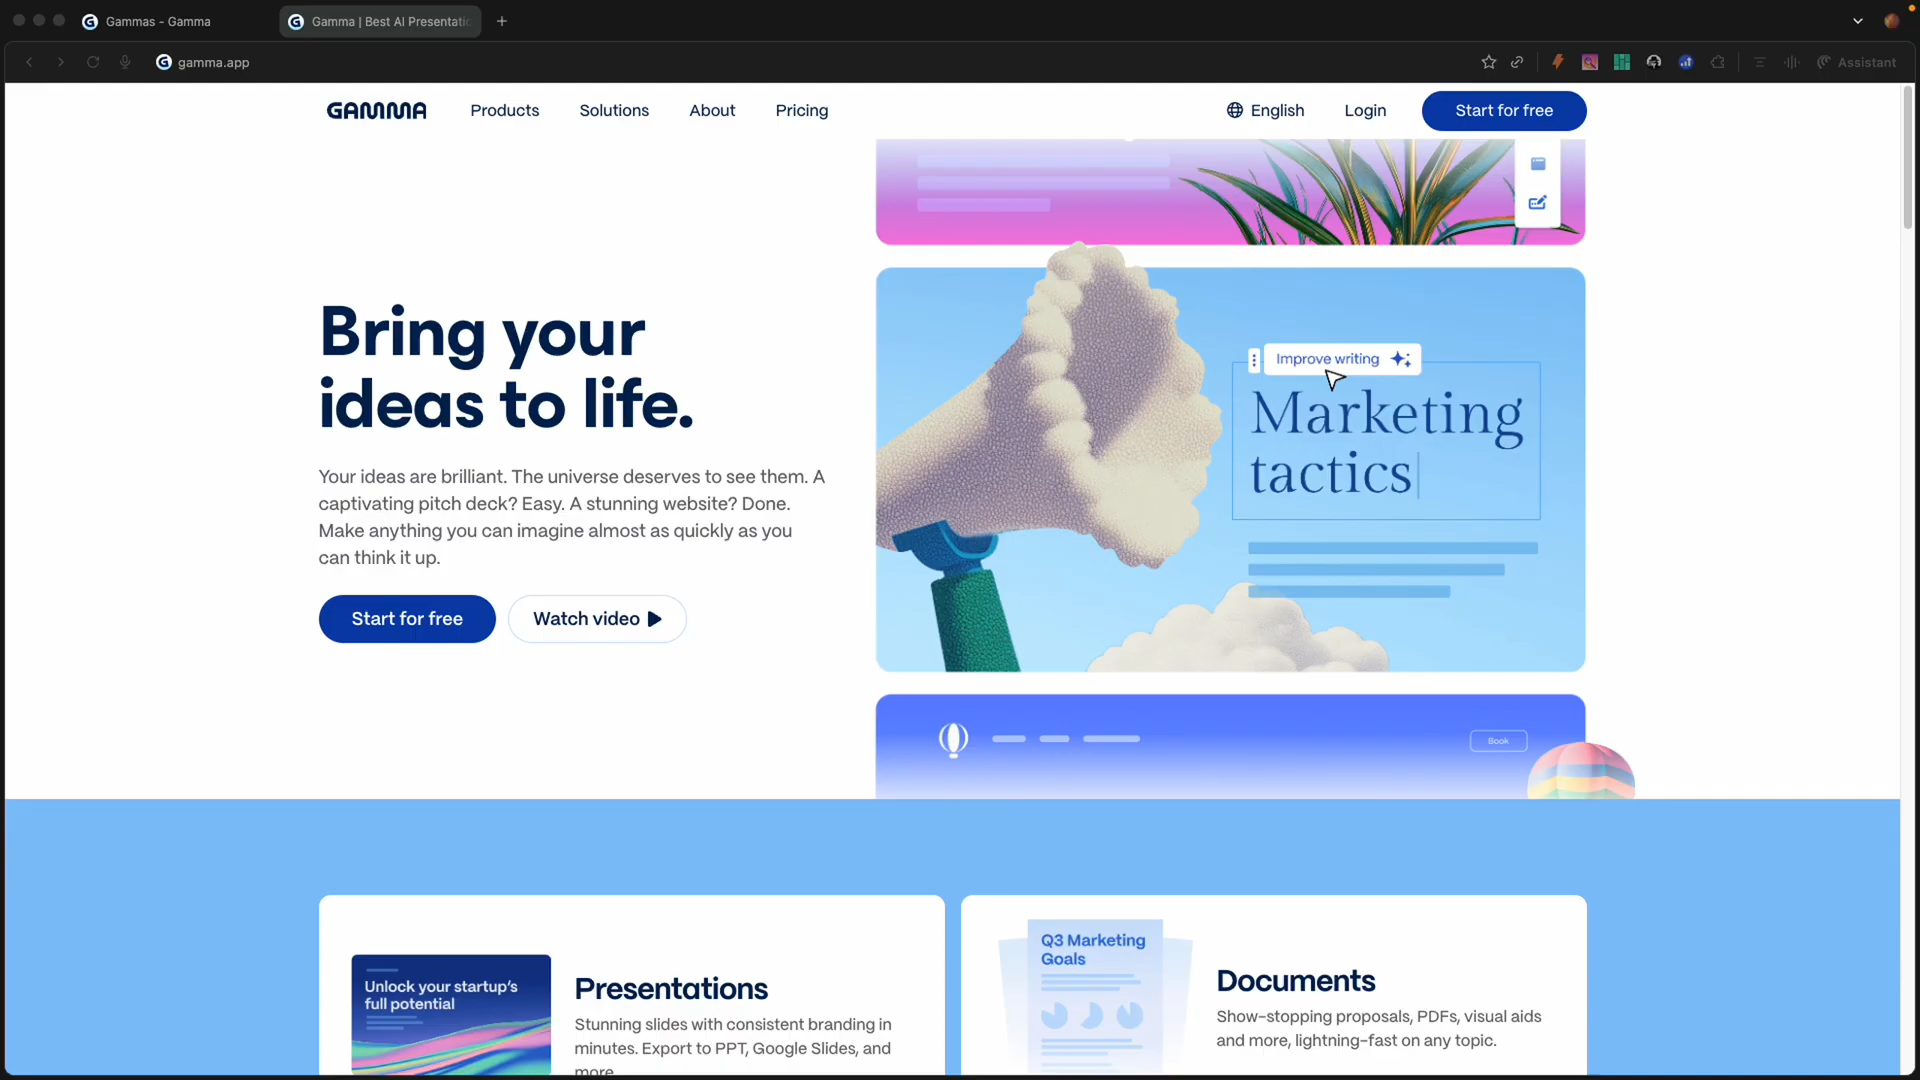 Gammas - Gamma
Gamma | Best AI Presentatio
gamma.app
Assistant
GAMMA
Products
Solutions
About
Pricing
English
Login
Start for free
Bring your
ideas to life.
Your ideas are brilliant. The universe deserves to see them. A
captivating pitch deck? Easy. A stunning website? Done.
Make anything you can imagine almost as quickly as you
can think it up.
Start for free
Watch video
Improve writing
Marketing
tactics
Book
Unlock your startup's
full potential
Presentations
Stunning slides with consistent branding in
minutes. Export to PPT, Google Slides, and
more
Q3 Marketing
Goals
Documents
Show-stopping proposals, PDFs, visual aids
and more, lightning-fast on any topic.